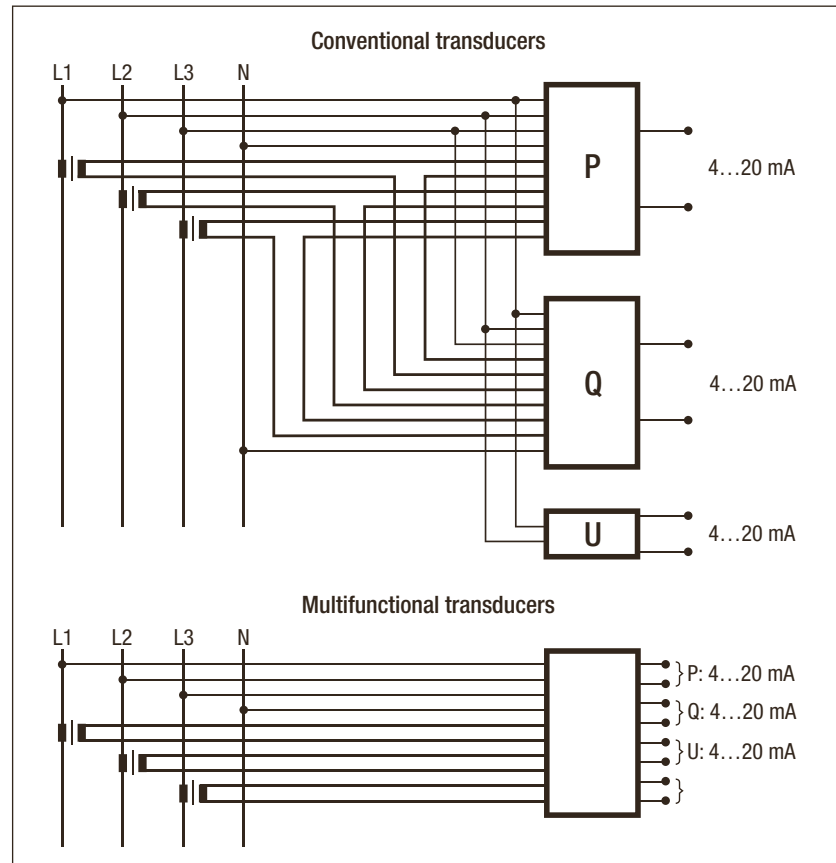 Conventional transducers
L1 L2 L3 N
P
4…20 mA
Q
4…20 mA
U
4…20 mA
Multifunctional transducers
L1 L2 L3 N
P: 4…20 mA
Q: 4…20 mA
U: 4…20 mA